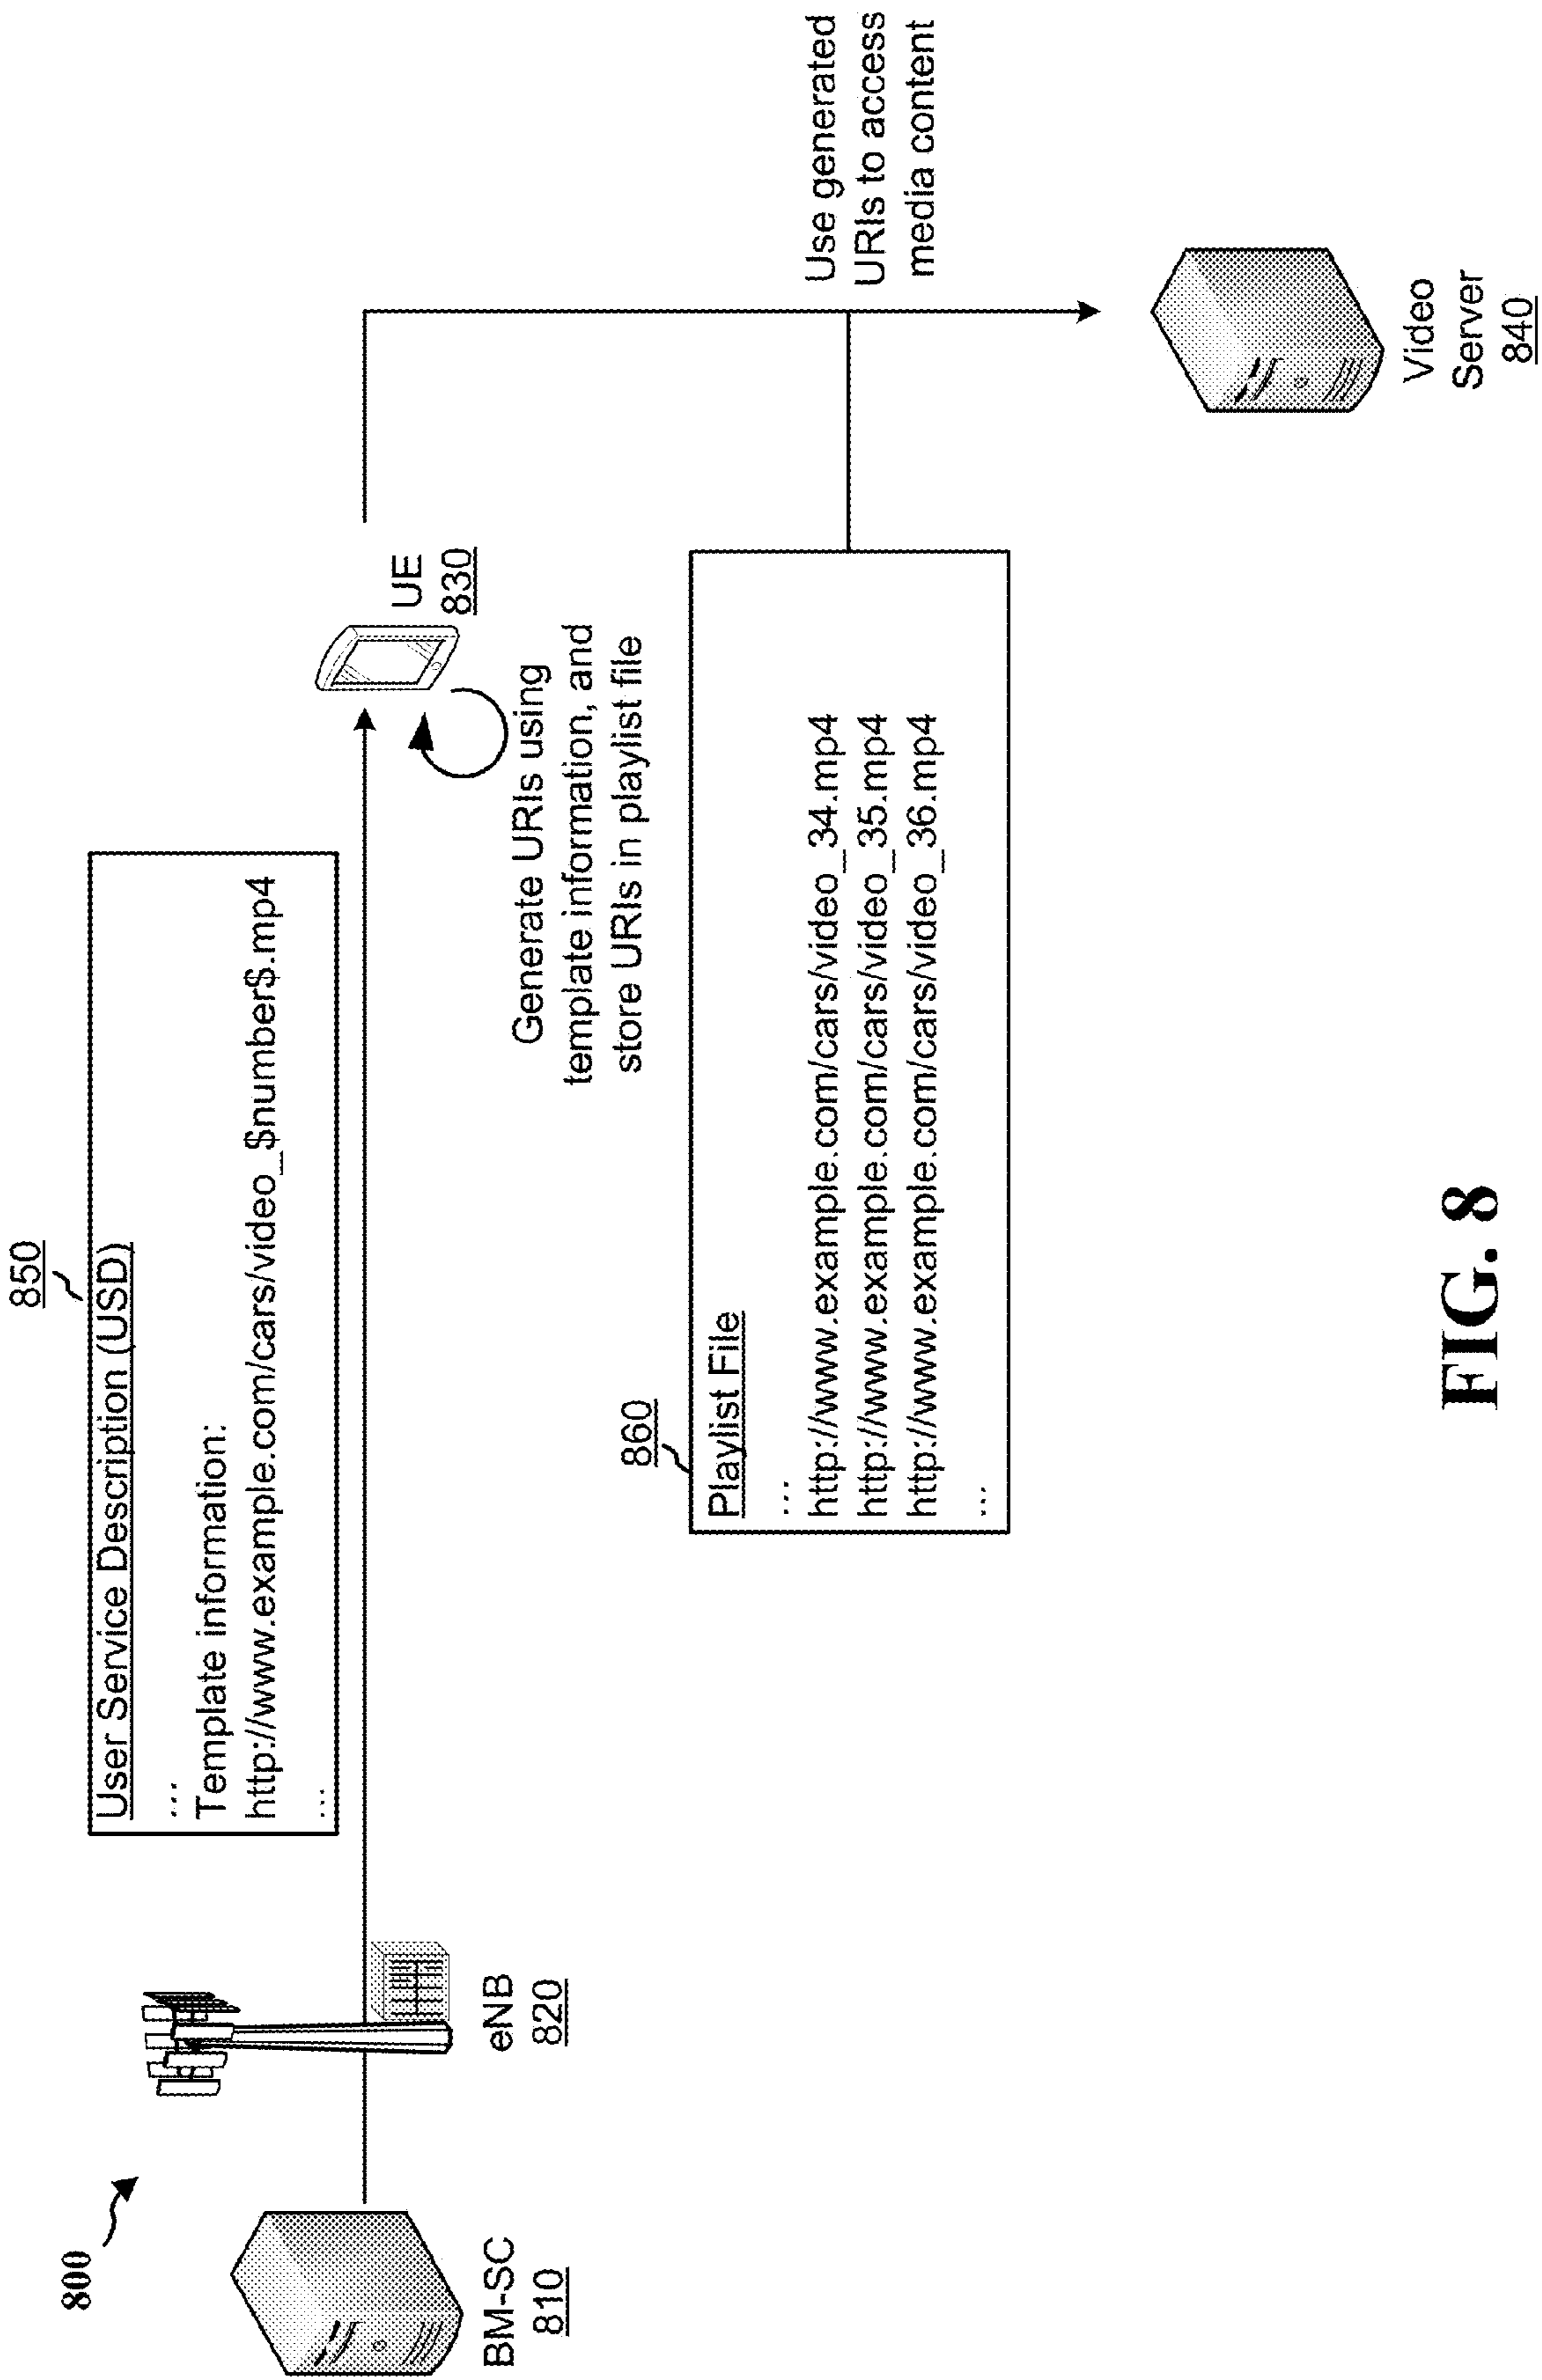 800
850
User Service Description (USD)
...
Template information:
http://www.example.com/cars/video_$number$.mp4
...
BM-SC
810
eNB
820
UE
830
Generate URIs using
template information, and
store URIs in playlist file
860
Playlist File
...
http://www.example.com/cars/video_34.mp4
http://www.example.com/cars/video_35.mp4
http://www.example.com/cars/video_36.mp4
...
Use generated
URIs to access
media content
Video
Server
840
FIG. 8